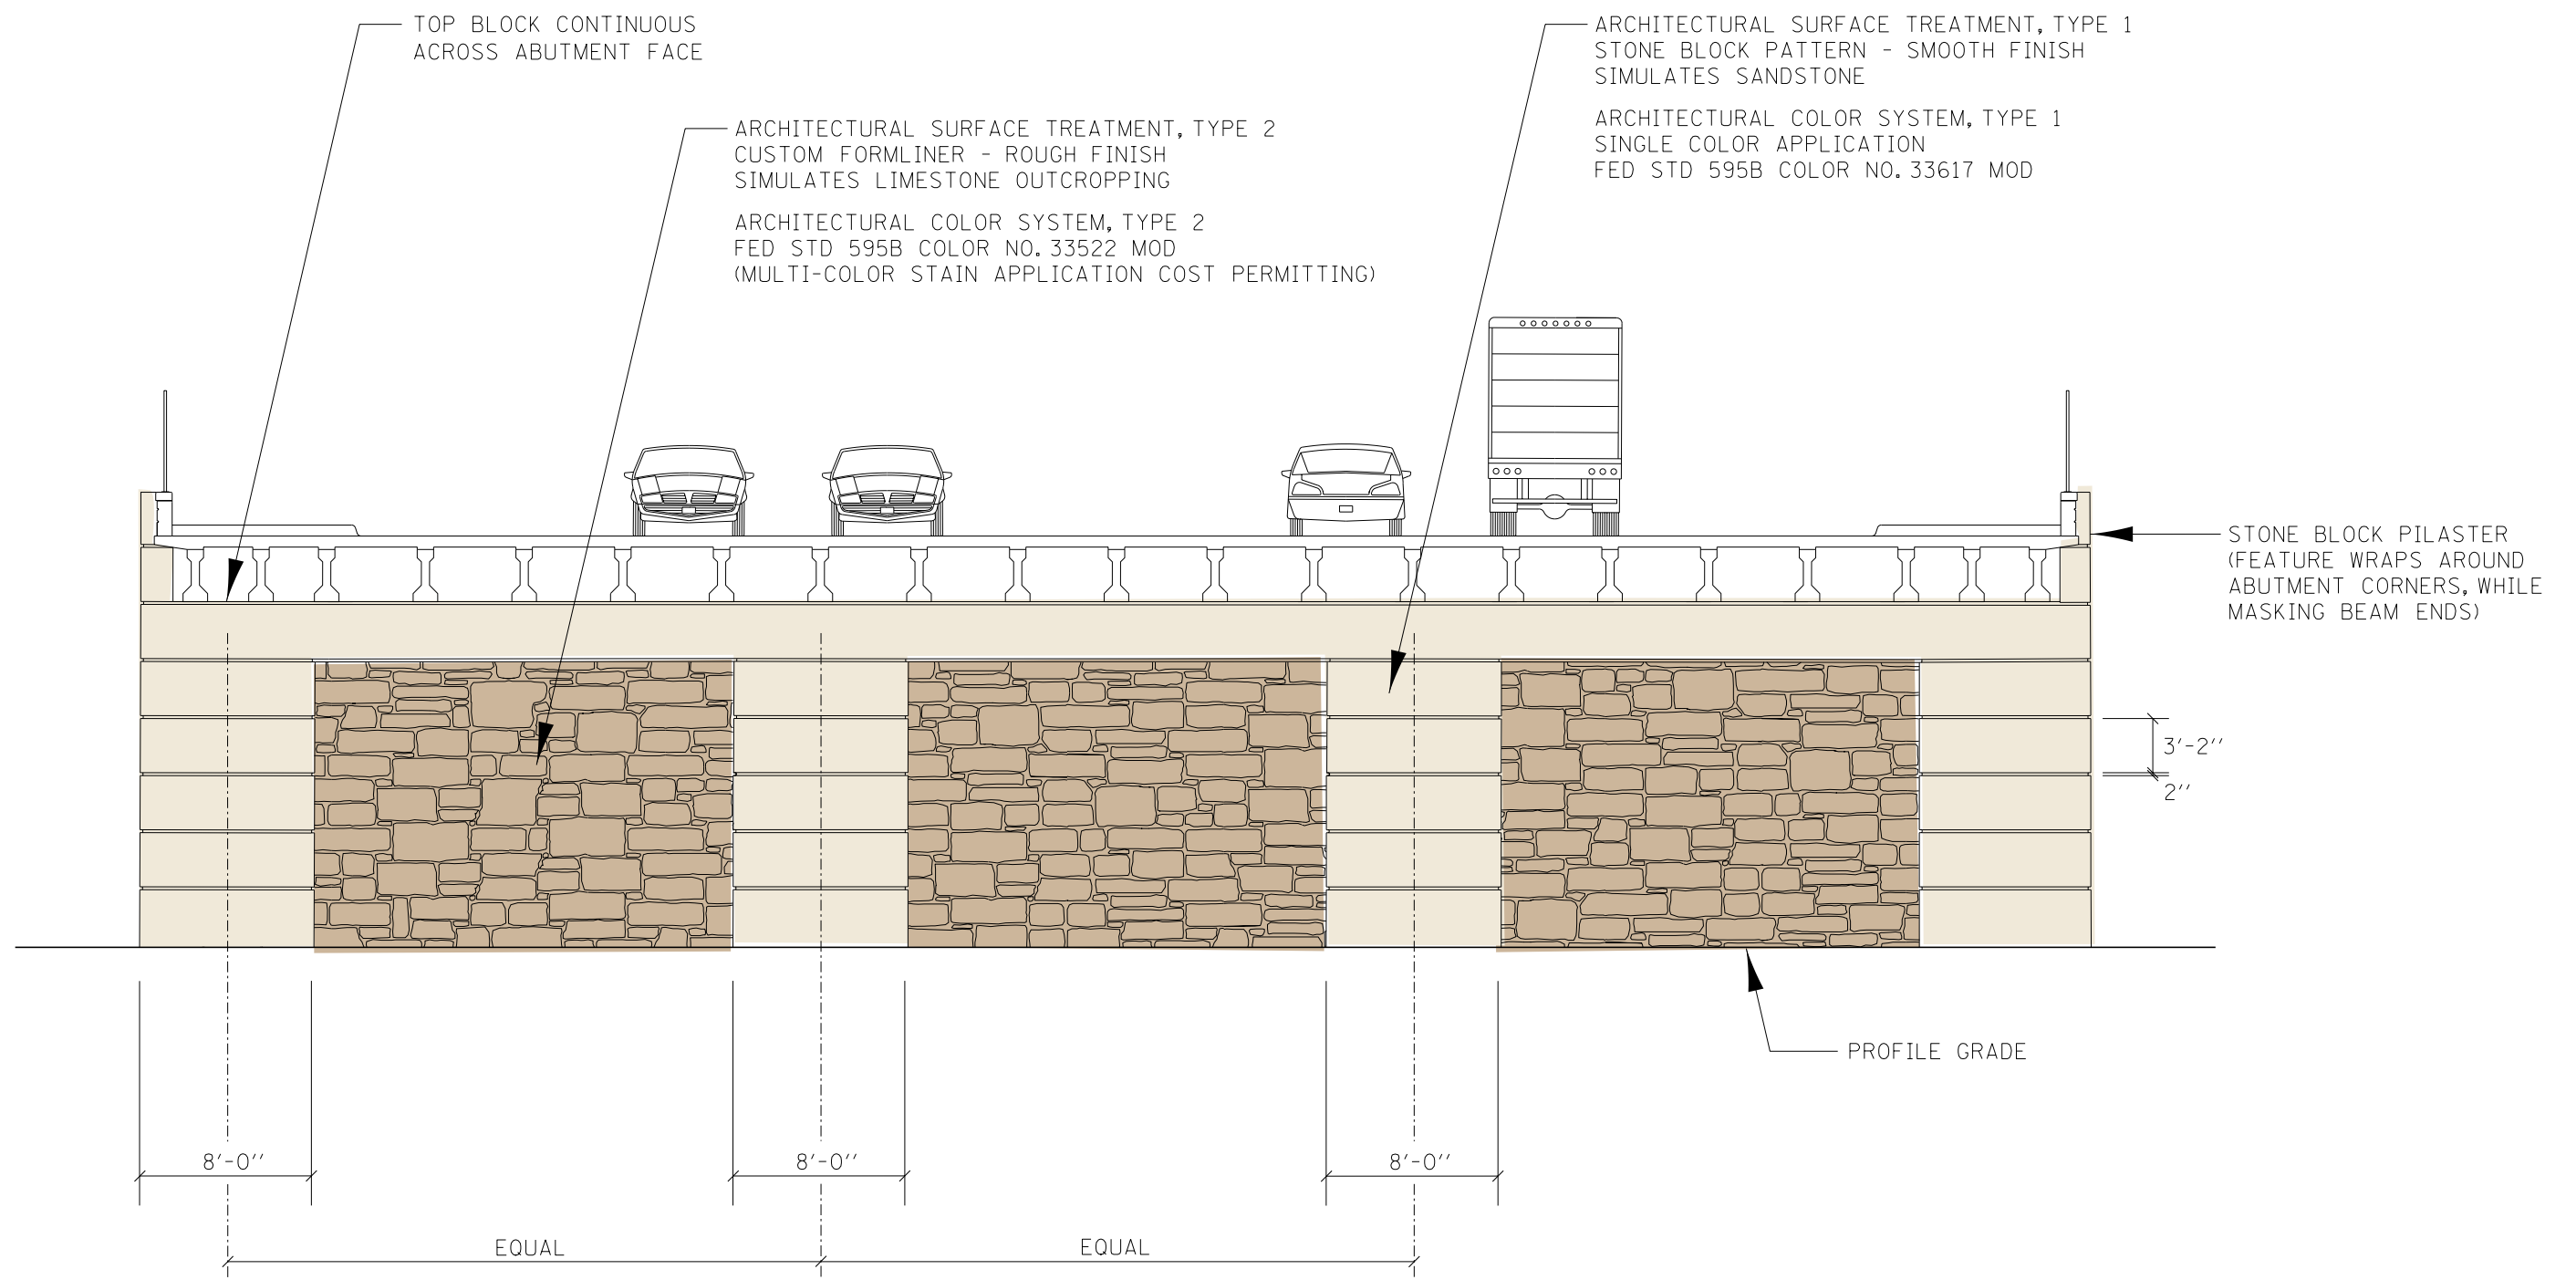 TOP BLOCK CONTINUOUS
ACROSS ABUTMENT FACE
ARCHITECTURAL SURFACE TREATMENT, TYPE 2
CUSTOM FORMLINER - ROUGH FINISH
SIMULATES LIMESTONE OUTCROPPING
ARCHITECTURAL COLOR SYSTEM, TYPE 2
FED STD 595B COLOR NO. 33522 MOD
(MULTI-COLOR STAIN APPLICATION COST PERMITTING)
ARCHITECTURAL SURFACE TREATMENT, TYPE 1
STONE BLOCK PATTERN - SMOOTH FINISH
SIMULATES SANDSTONE
ARCHITECTURAL COLOR SYSTEM, TYPE 1
SINGLE COLOR APPLICATION
FED STD 595B COLOR NO. 33617 MOD
STONE BLOCK PILASTER
(FEATURE WRAPS AROUND
ABUTMENT CORNERS, WHILE
MASKING BEAM ENDS)
3'-2''
2''
PROFILE GRADE
8'-0''
8'-0''
8'-0''
EQUAL
EQUAL